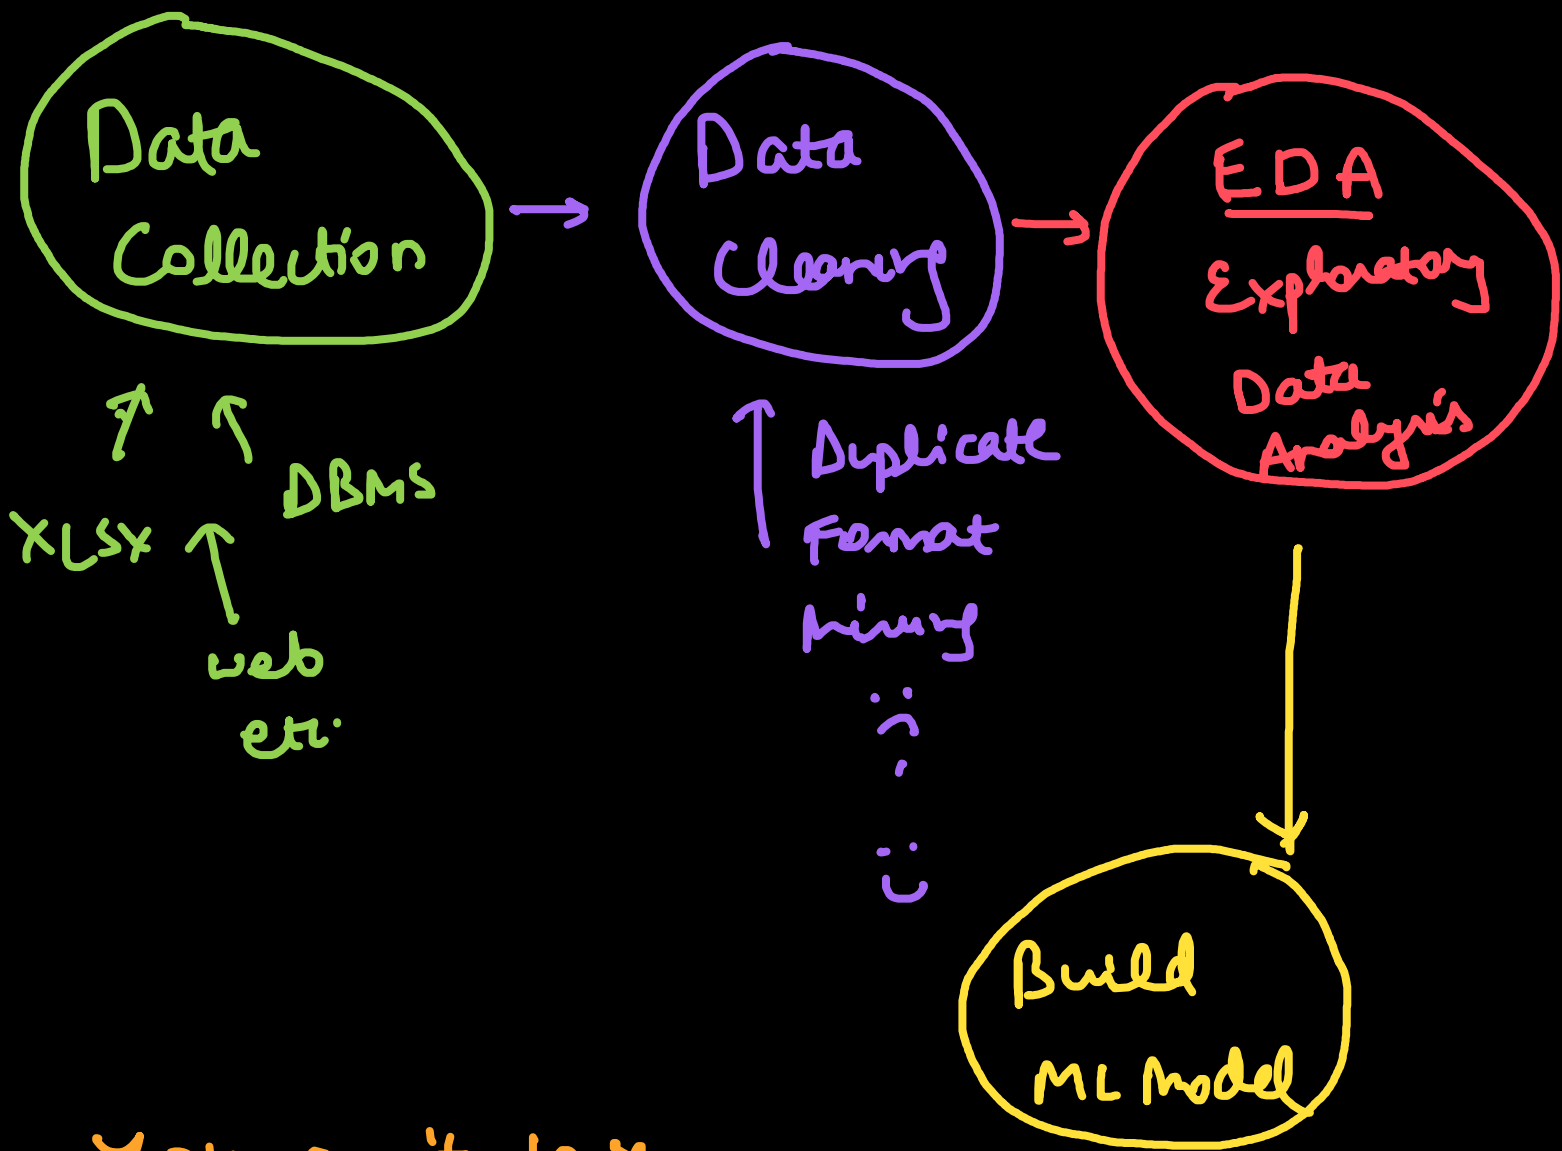 Data
Collection
XLSX
DBMS
web
etc.
Data
Cleaning
Duplicate
Format
Missing
EDA
Exploratory
Data
Analysis
Build
ML Model